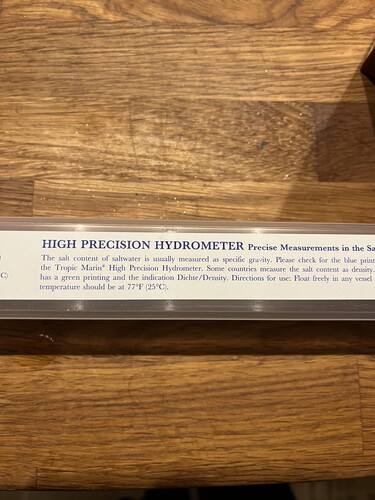 HIGH PRECISION HYDROMETER Precise Measurements in the
The salt content of saltwater is usually measured as specific gravity. Please check for the blue
the Tropic Marin® High Precision Hydrometer. Some countries measure the salt content as density.
C) has a green printing and the indication Dichte/Density. Directions for use: Float freely in any vessel
temperature should be at 77°F (25°C).